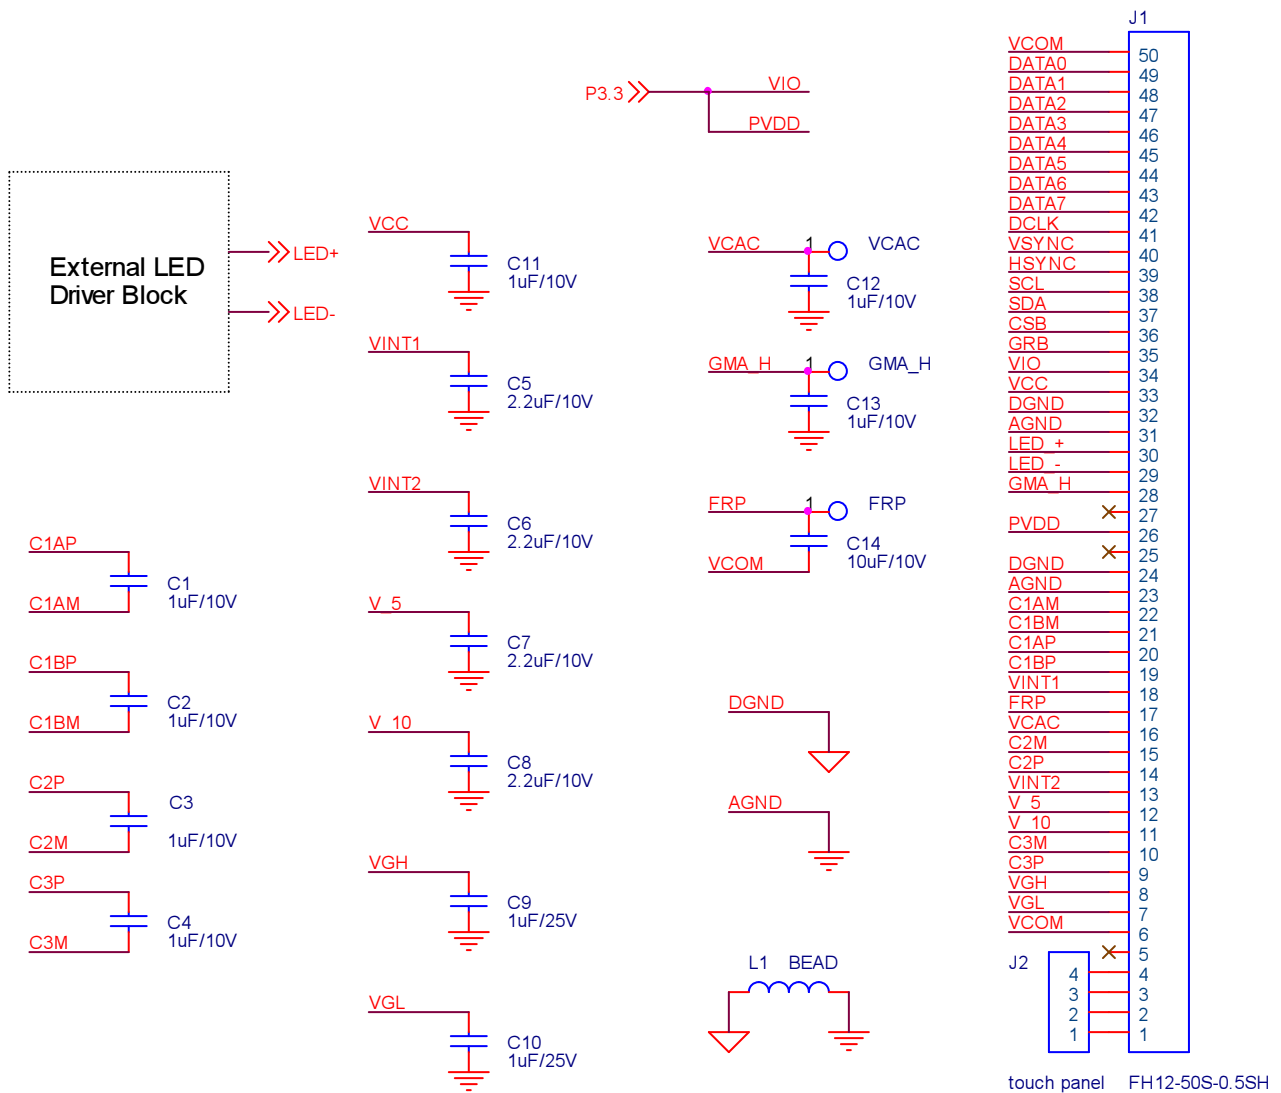 P3.3
VIO
PVDD
External LED
Driver Block
LED+
LED-
C1AP
C1
1uF/10V
C1AM
C1BP
C2
1uF/10V
C1BM
C2P
C3
1uF/10V
C2M
C3P
C4
1uF/10V
C3M
VCC
C11
1uF/10V
VINT1
C5
2.2uF/10V
VINT2
C6
2.2uF/10V
V_5
C7
2.2uF/10V
V_10
C8
2.2uF/10V
VGH
C9
1uF/25V
VGL
C10
1uF/25V
VCAC
1
VCAC
C12
1uF/10V
GMA_H
1
GMA_H
C13
1uF/10V
FRP
1
FRP
C14
10uF/10V
VCOM
DGND
AGND
L1 BEAD
J1
VCOM 50
DATA0 49
DATA1 48
DATA2 47
DATA3 46
DATA4 45
DATA5 44
DATA6 43
DATA7 42
DCLK 41
VSYNC 40
HSYNC 39
SCL 38
SDA 37
CSB 36
GRB 35
VIO 34
VCC 33
DGND 32
AGND 31
LED_+ 30
LED_- 29
GMA_H 28
27
PVDD 26
25
DGND 24
AGND 23
C1AM 22
C1BM 21
C1AP 20
C1BP 19
VINT1 18
FRP 17
VCAC 16
C2M 15
C2P 14
VINT2 13
V_5 12
V_10 11
C3M 10
C3P 9
VGH 8
VGL 7
VCOM 6
5
J2
4 4
3 3
2 2
1 1
touch panel FH12-50S-0.5SH